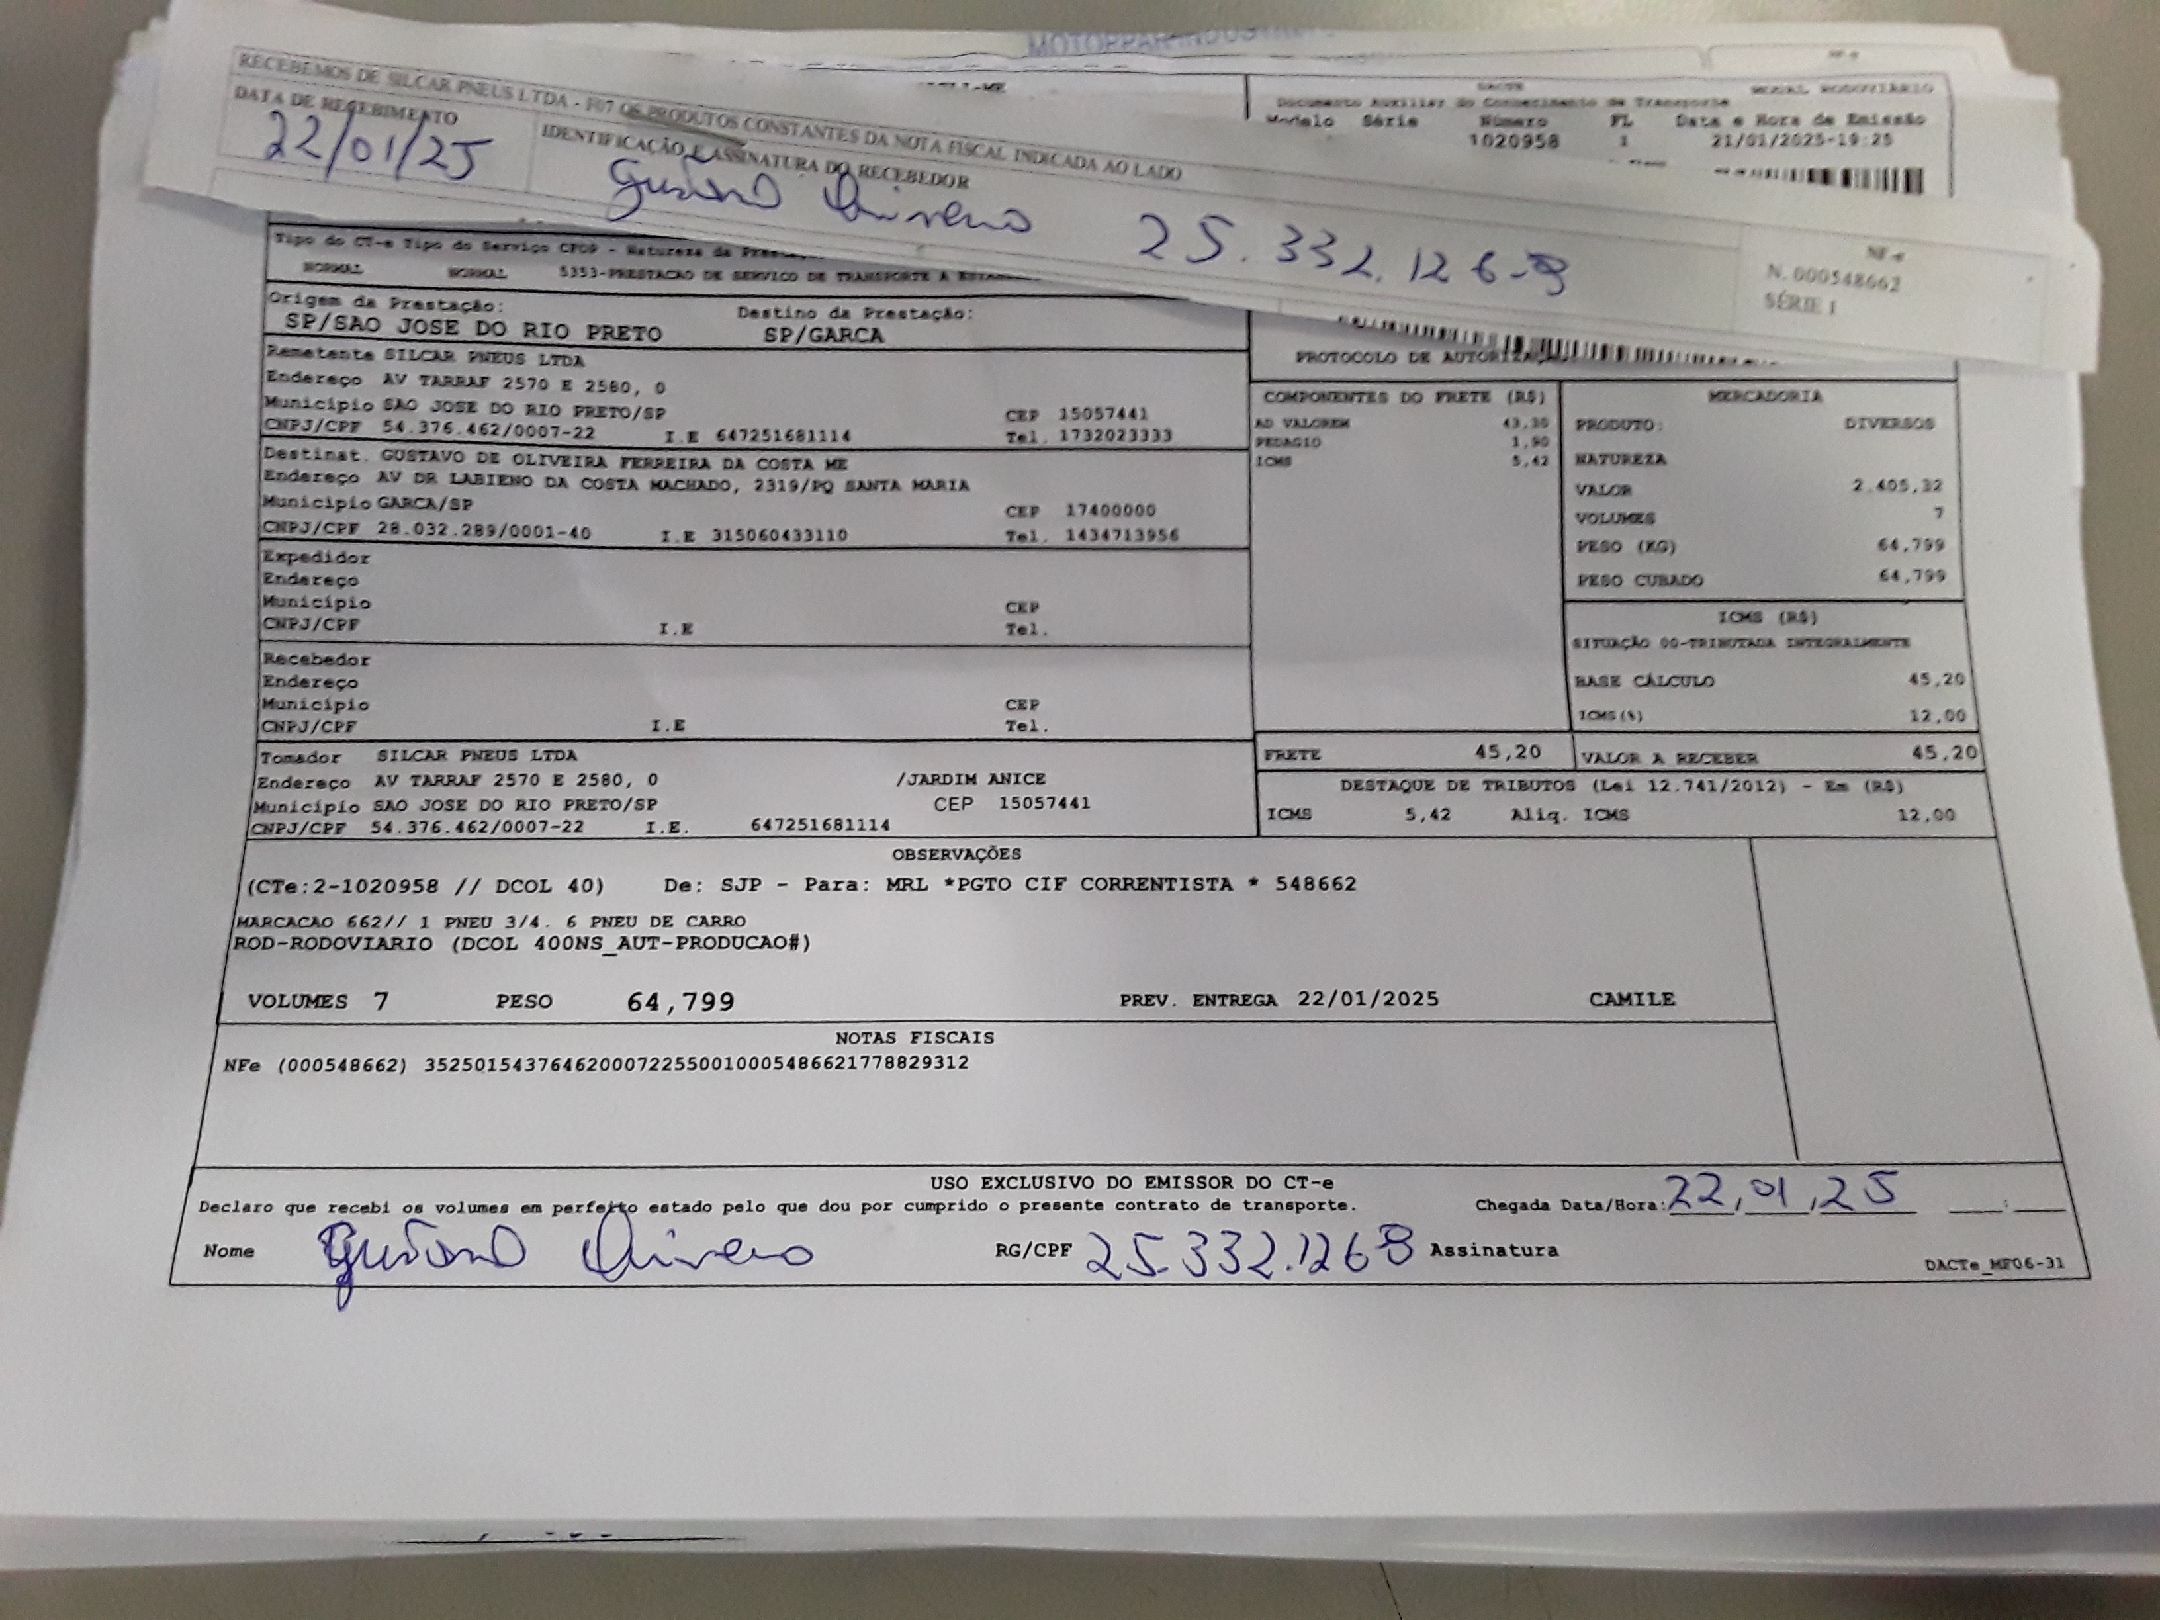 RECEBEMOS DE SILCAR PNEUS LTDA - F07 OS PRODUTOS CONSTANTES DA NOTA FISCAL INDICADA AO LADO
DATA DE RECEBIMENTO
22/01/25
IDENTIFICAÇÃO E ASSINATURA DO RECEBEDOR
25.332.126-8
NF-e
N. 000548662
SÉRIE 1
DACTE
MODAL RODOVIÁRIO
Documento Auxiliar do Conhecimento de Transporte
Modelo Série Número FL Data e Hora de Emissão
1020958 1 21/01/2025-19:25
Tipo do CT-e Tipo do Serviço CFOP - Natureza da
NORMAL NORMAL 5353-PRESTACAO DE SERVICO DE TRANSPORTE A
Origem da Prestação: Destino da Prestação:
SP/SAO JOSE DO RIO PRETO SP/GARCA
PROTOCOLO DE
Remetente SILCAR PNEUS LTDA
Endereço AV TARRAF 2570 E 2580, 0
Município SAO JOSE DO RIO PRETO/SP CEP 15057441
CNPJ/CPF 54.376.462/0007-22 I.E 647251681114 Tel. 1732023333
Destinat. GUSTAVO DE OLIVEIRA FERREIRA DA COSTA ME
Endereço AV DR LABIENO DA COSTA MACHADO, 2319/PQ SANTA MARIA
Município GARCA/SP CEP 17400000
CNPJ/CPF 28.032.289/0001-40 I.E 315060433110 Tel. 1434713956
Expedidor
Endereço
Município CEP
CNPJ/CPF I.E Tel.
Recebedor
Endereço
Município CEP
CNPJ/CPF I.E Tel.
Tomador SILCAR PNEUS LTDA
Endereço AV TARRAF 2570 E 2580, 0 /JARDIM ANICE
Município SAO JOSE DO RIO PRETO/SP CEP 15057441
CNPJ/CPF 54.376.462/0007-22 I.E. 647251681114
COMPONENTES DO FRETE (R$)
AD VALOREM 43,30
PEDAGIO 1,90
ICMS 5,42
MERCADORIA
PRODUTO: DIVERSOS
NATUREZA
VALOR 2.405,32
VOLUMES 7
PESO (KG) 64,799
PESO CUBADO 64,799
ICMS (R$)
SITUAÇÃO 00-TRIBUTADA INTEGRALMENTE
BASE CÁLCULO 45,20
ICMS(%) 12,00
FRETE 45,20 VALOR A RECEBER 45,20
DESTAQUE DE TRIBUTOS (Lei 12.741/2012) - Em (R$)
ICMS 5,42 Aliq. ICMS 12,00
OBSERVAÇÕES
(CTe:2-1020958 // DCOL 40) De: SJP - Para: MRL *PGTO CIF CORRENTISTA * 548662
MARCACAO 662// 1 PNEU 3/4. 6 PNEU DE CARRO
ROD-RODOVIARIO (DCOL 400NS_AUT-PRODUCAO#)
VOLUMES 7 PESO 64,799 PREV. ENTREGA 22/01/2025 CAMILE
NOTAS FISCAIS
NFe (000548662) 35250154376462000722550010005486621778829312
USO EXCLUSIVO DO EMISSOR DO CT-e
Declaro que recebi os volumes em perfeito estado pelo que dou por cumprido o presente contrato de transporte. Chegada Data/Hora: 22,01,25 :
Nome RG/CPF 25.332.1268 Assinatura
DACTe_MF06-31